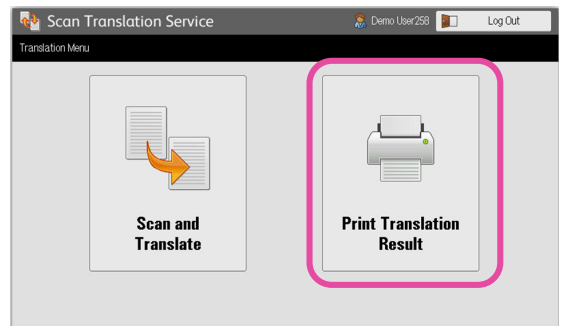 Scan Translation Service
Demo User258
Log Out
Translation Menu
Scan and
Translate
Print Translation
Result